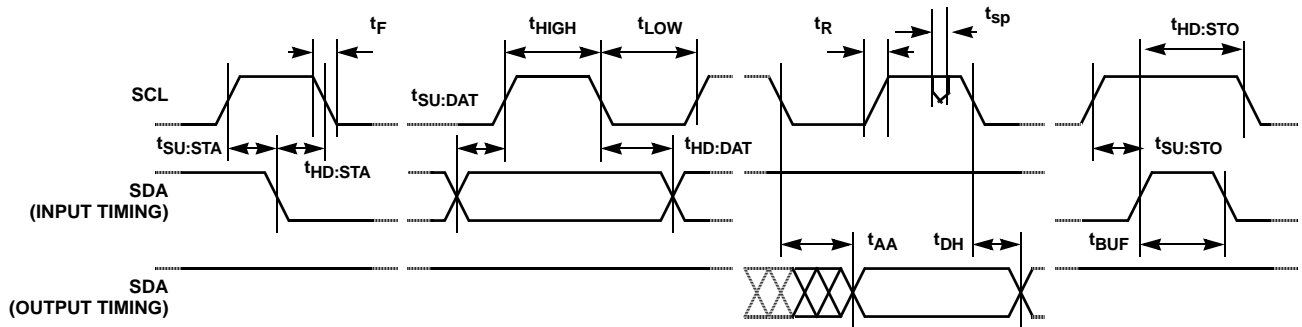 tF
tHIGH
tLOW
tR
tsp
tHD:STO
SCL
tSU:DAT
tSU:STA
tHD:STA
tHD:DAT
tSU:STO
SDA
(INPUT TIMING)
tAA
tDH
tBUF
SDA
(OUTPUT TIMING)